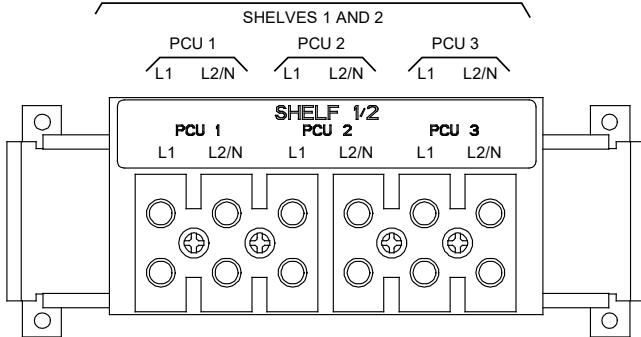 SHELVES 1 AND 2
PCU 1 PCU 2 PCU 3
L1 L2/N L1 L2/N L1 L2/N
SHELF 1/2
PCU 1 PCU 2 PCU 3
L1 L2/N L1 L2/N L1 L2/N